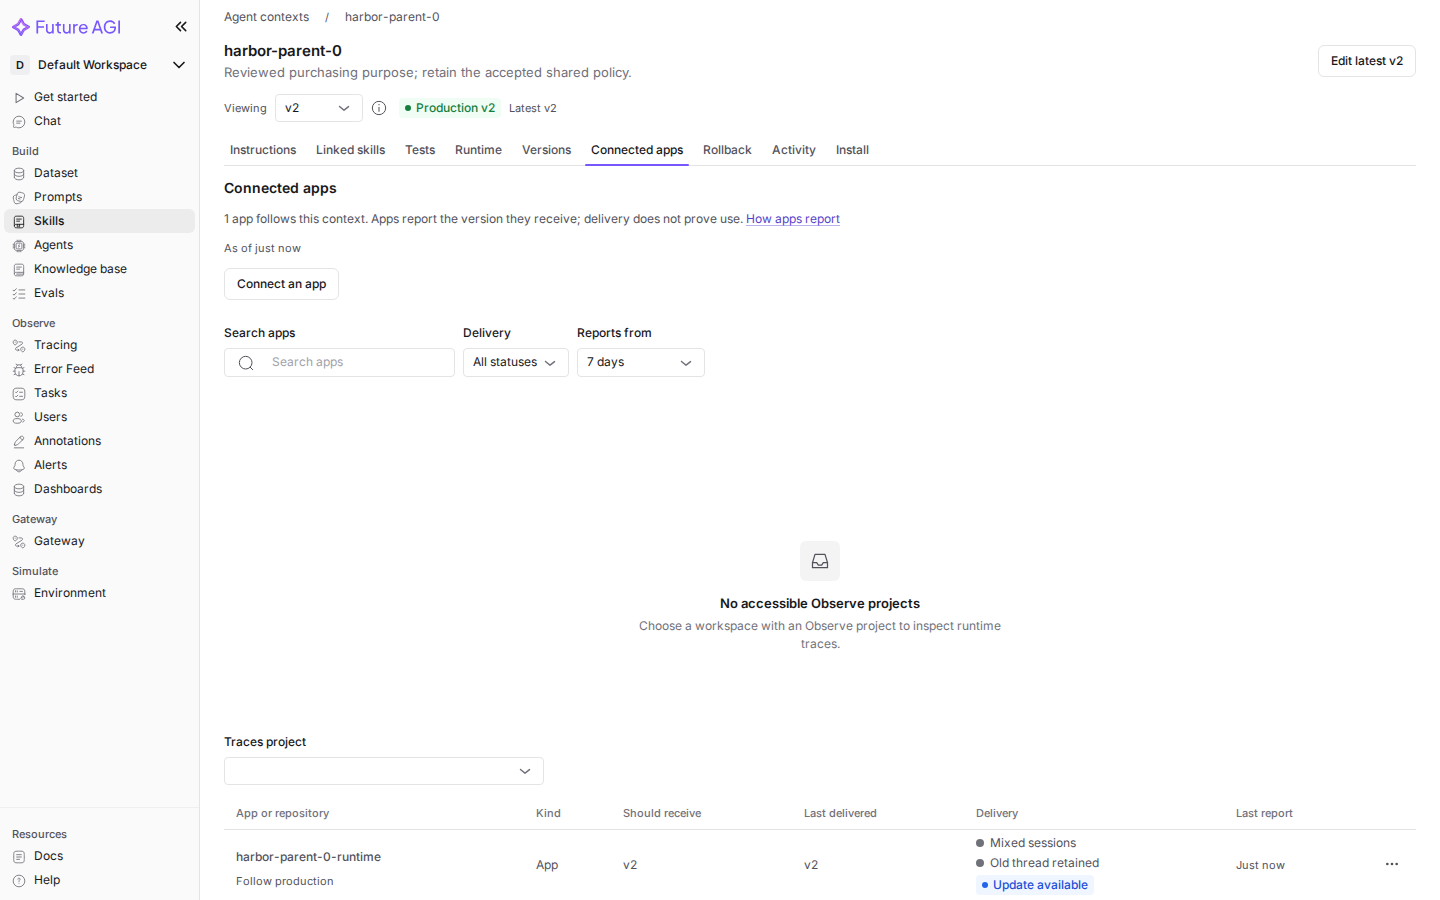 Future AGI
D Default Workspace
Get started
Chat
Build
Dataset
Prompts
Skills
Agents
Knowledge base
Evals
Observe
Tracing
Error Feed
Tasks
Users
Annotations
Alerts
Dashboards
Gateway
Gateway
Simulate
Environment
Resources
Docs
Help
Agent contexts / harbor-parent-0
harbor-parent-0
Reviewed purchasing purpose; retain the accepted shared policy.
Edit latest v2
Viewing v2 Production v2 Latest v2
Instructions Linked skills Tests Runtime Versions Connected apps Rollback Activity Install
Connected apps
1 app follows this context. Apps report the version they receive; delivery does not prove use. How apps report
As of just now
Connect an app
Search apps Delivery Reports from
Search apps All statuses 7 days
No accessible Observe projects
Choose a workspace with an Observe project to inspect runtime
traces.
Traces project
App or repository Kind Should receive Last delivered Delivery Last report
harbor-parent-0-runtime
Follow production
App v2 v2
Mixed sessions
Old thread retained
Update available
Just now